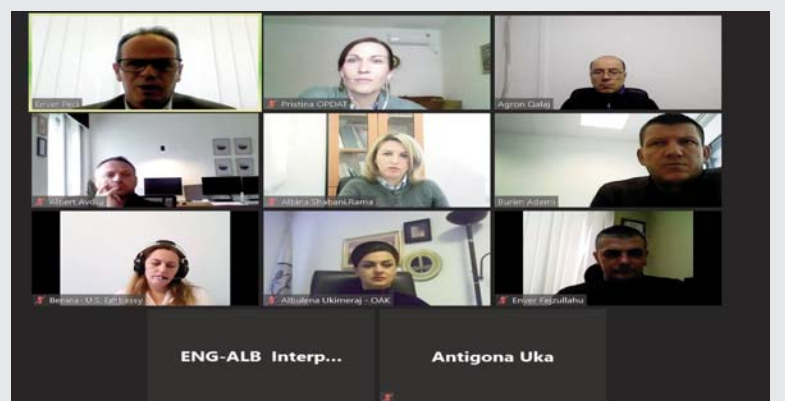 Enver Peci
Pristina OPDAT
Agron Qalaj
Albert Avdiu
Albana.Shabani.Rama
Burim Ademi
Benina- U.S. Embassy
Albulena Ukimeraj - OAK
Enver Fejzullahu
ENG-ALB Interp...
Antigona Uka